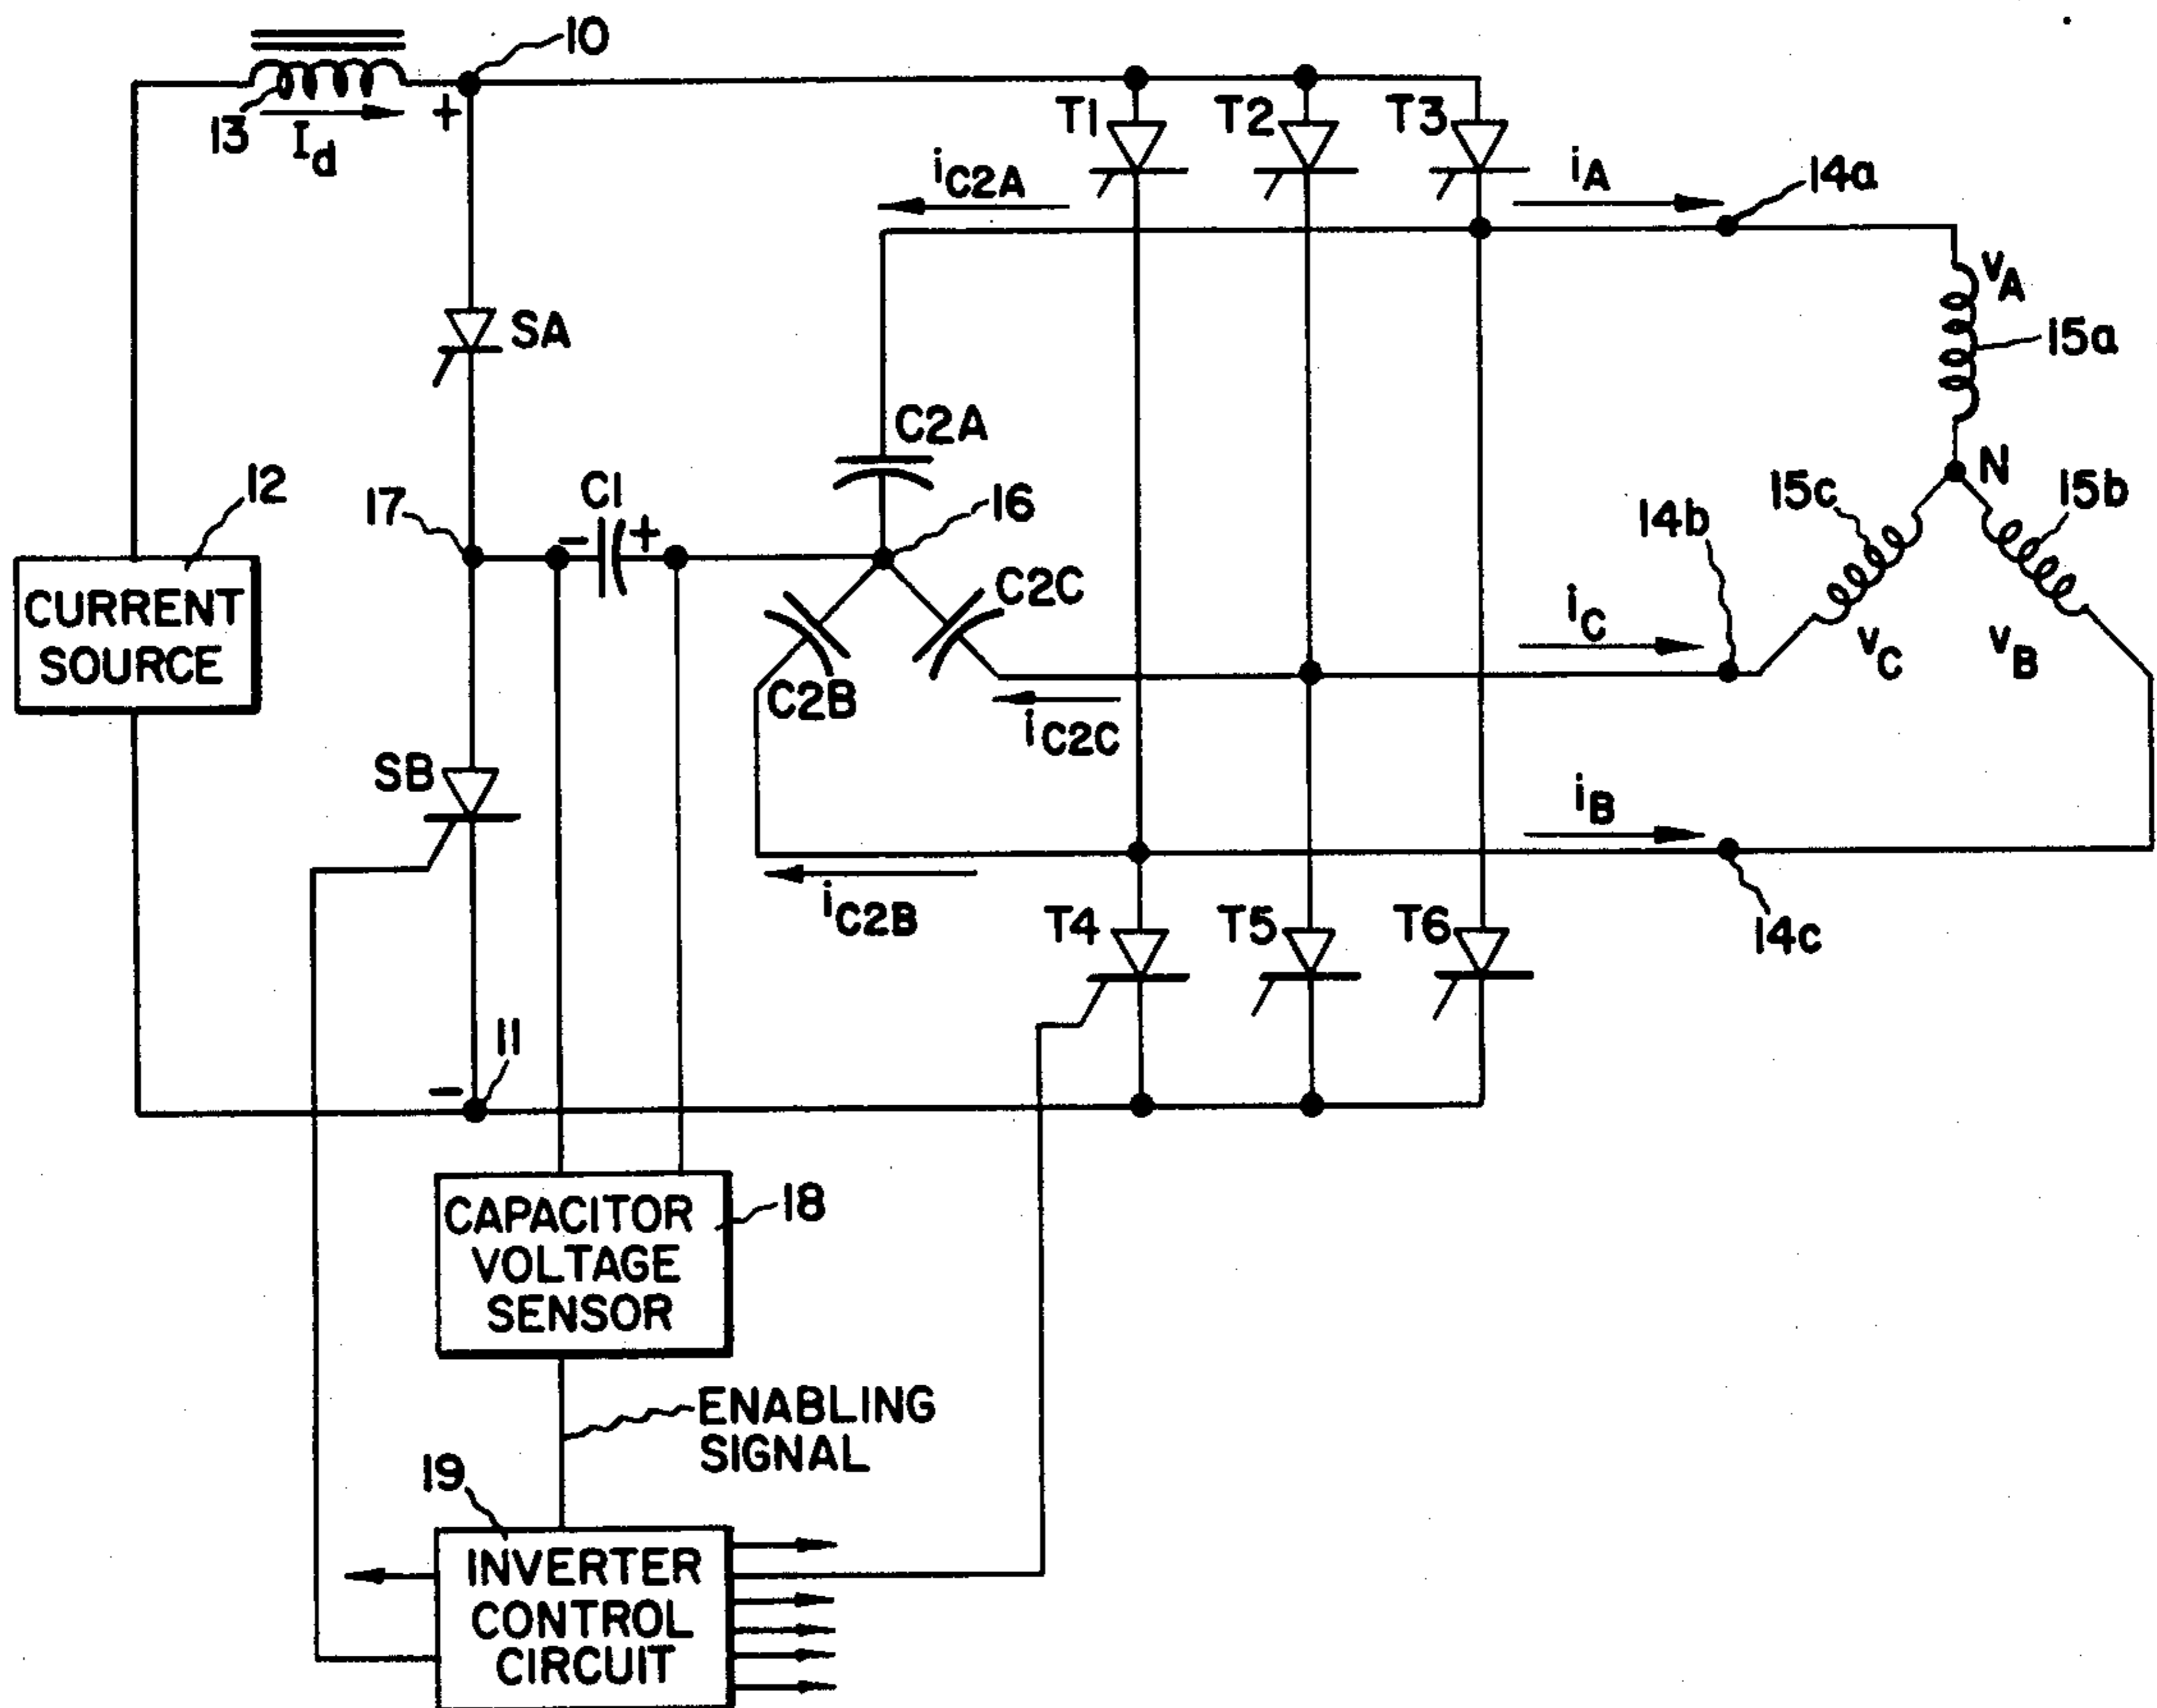 10
+
13
I_d
T1
T2
T3
i_C2A
i_A
14a
v_A
15a
SA
C2A
12
17
C1
- +
16
N
15c
15b
14b
CURRENT
SOURCE
C2C
C2B
i_C
v_C
v_B
i_C2C
SB
i_B
i_C2B
T4
T5
T6
14c
11
-
CAPACITOR
VOLTAGE
SENSOR
18
ENABLING
SIGNAL
19
INVERTER
CONTROL
CIRCUIT